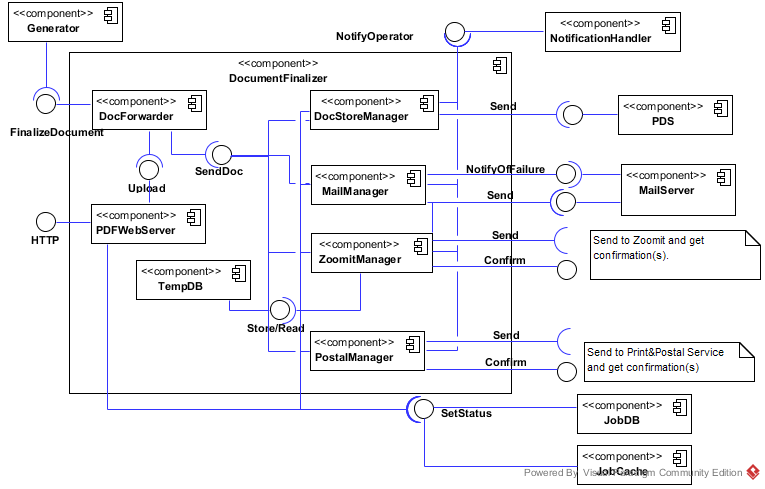 <<component>>
Generator
NotifyOperator
<<component>>
NotificationHandler
<<component>>
DocumentFinalizer
<<component>>
DocForwarder
FinalizeDocument
<<component>>
DocStoreManager
Send
<<component>>
PDS
SendDoc
Upload
<<component>>
MailManager
NotifyOfFailure
Send
<<component>>
MailServer
HTTP
<<component>>
PDFWebServer
<<component>>
ZoomitManager
Send
Confirm
Send to Zoomit and get
confirmation(s).
<<component>>
TempDB
Store/Read
<<component>>
PostalManager
Send
Confirm
Send to Print&Postal Service
and get confirmation(s)
SetStatus
<<component>>
JobDB
<<component>>
JobCache
Powered By Visual Paradigm Community Edition